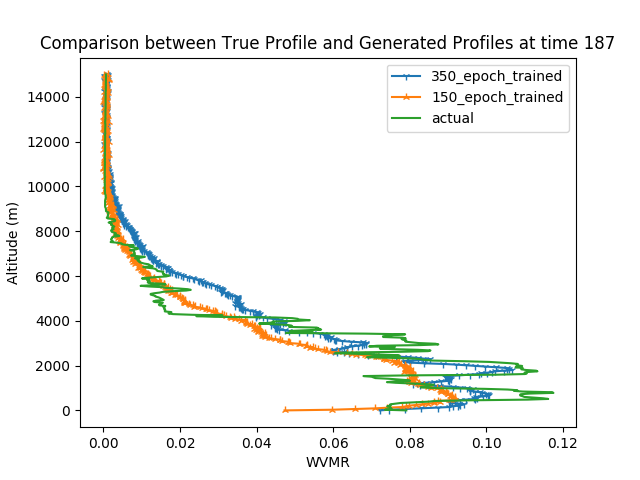 Comparison between True Profile and Generated Profiles at time 187
350_epoch_trained
150_epoch_trained
actual
Altitude (m)
14000
12000
10000
8000
6000
4000
2000
0
0.00 0.02 0.04 0.06 0.08 0.10 0.12
WVMR